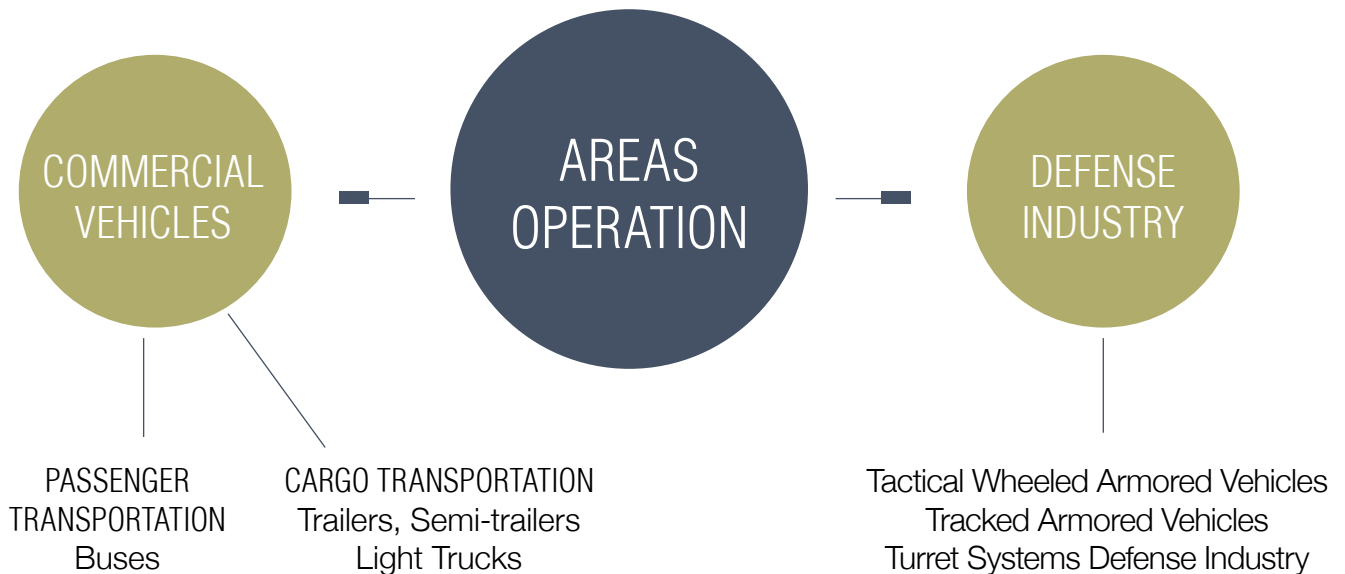 COMMERCIAL
VEHICLES
AREAS
OPERATION
DEFENSE
INDUSTRY
PASSENGER
TRANSPORTATION
Buses
CARGO TRANSPORTATION
Trailers, Semi-trailers
Light Trucks
Tactical Wheeled Armored Vehicles
Tracked Armored Vehicles
Turret Systems Defense Industry